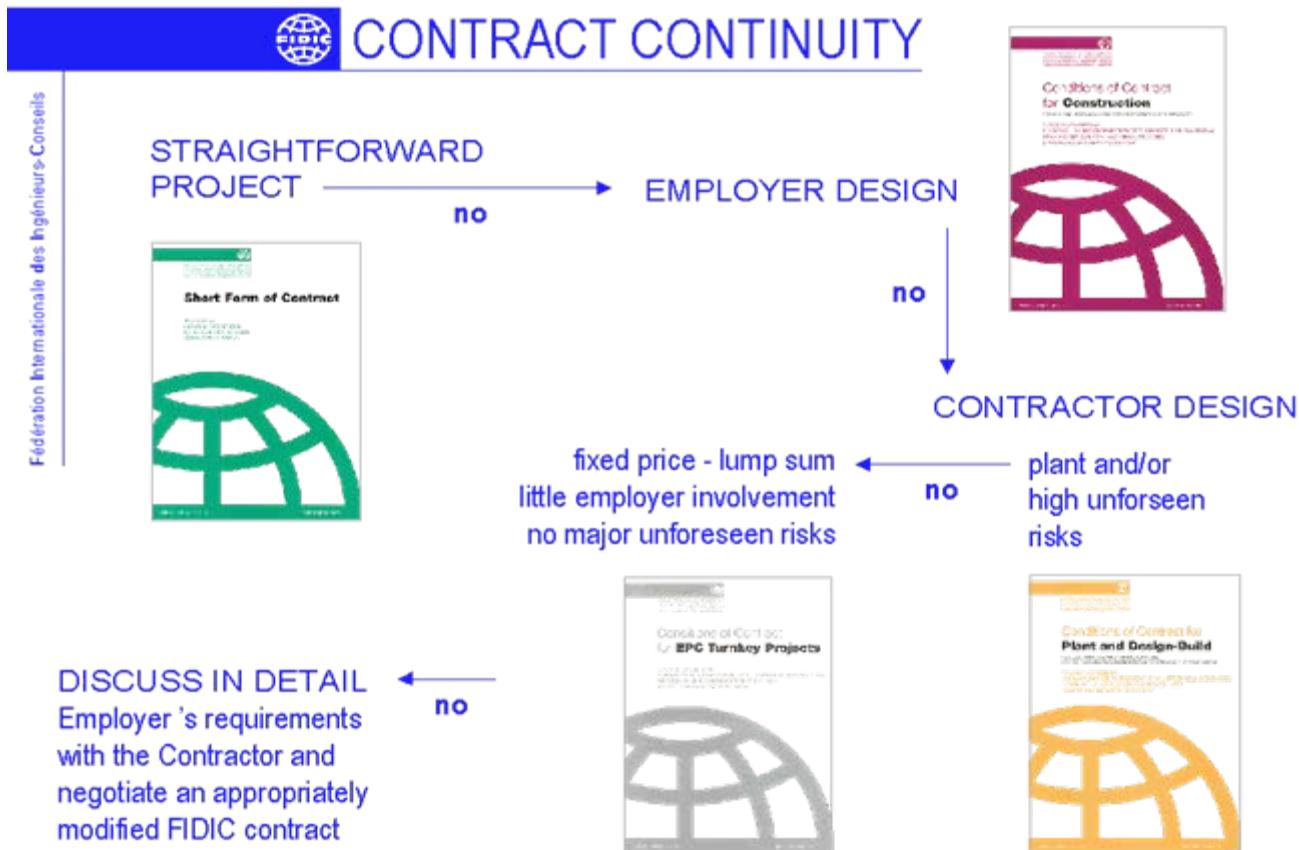 FIDIC
CONTRACT CONTINUITY
Fédération Internationale des Ingénieurs-Conseils
STRAIGHTFORWARD
PROJECT
no
EMPLOYER DESIGN
Conditions of Contract
for Construction
Short Form of Contract
no
CONTRACTOR DESIGN
fixed price - lump sum
little employer involvement
no major unforeseen risks
no
plant and/or
high unforseen
risks
Conditions of Contract
for EPC Turnkey Projects
Conditions of Contract for
Plant and Design-Build
DISCUSS IN DETAIL
Employer 's requirements
with the Contractor and
negotiate an appropriately
modified FIDIC contract
no